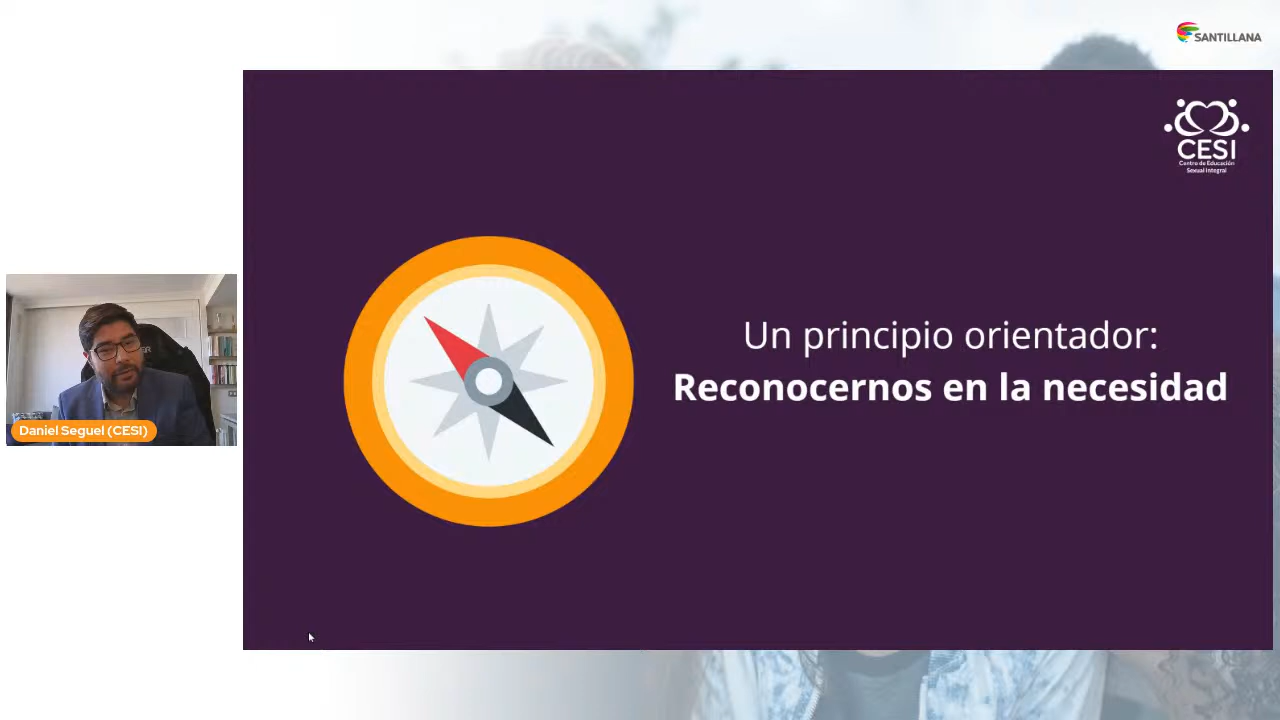 SANTILLANA
CESI
Centro de Educación
Sexual Integral
Un principio orientador:
Reconocernos en la necesidad
Daniel Seguel (CESI)